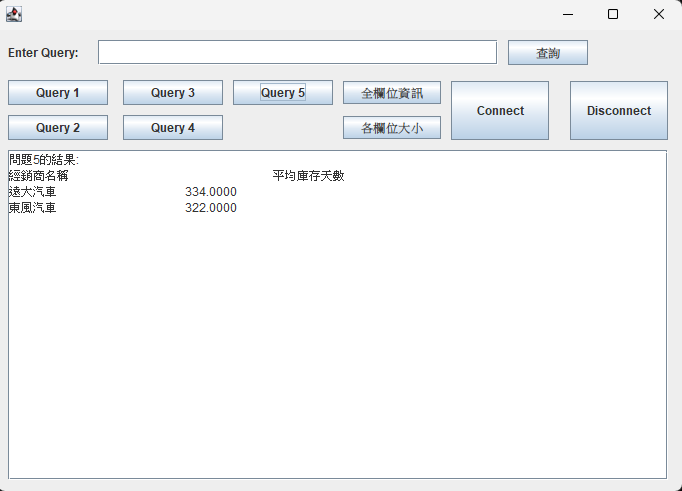 Enter Query: 查詢
Query 1 Query 3 Query 5 全欄位資訊 Connect Disconnect
Query 2 Query 4 各欄位大小
問題5的結果:
經銷商名稱 平均庫存天數
遠大汽車 334.0000
東風汽車 322.0000